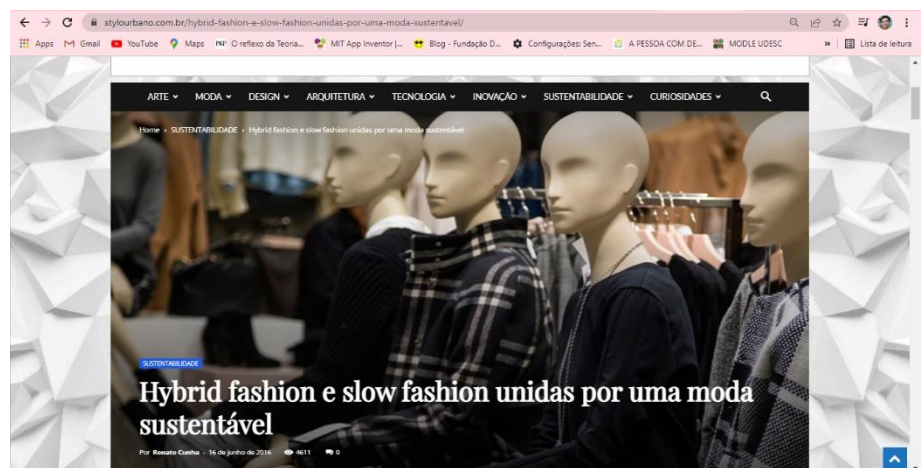 stylourbano.com.br/hybrid-fashion-e-slow-fashion-unidas-por-uma-moda-sustentavel/
Apps Gmail YouTube Maps O reflexo da Teoria... MIT App Inventor |... Blog - Fundação D... Configurações: Sen... A PESSOA COM DE... MODLE UDESC » Lista de leitura
ARTE MODA DESIGN ARQUITETURA TECNOLOGIA INOVAÇÃO SUSTENTABILIDADE CURIOSIDADES
Home › SUSTENTABILIDADE › Hybrid fashion e slow fashion unidas por uma moda sustentável
SUSTENTABILIDADE
Hybrid fashion e slow fashion unidas por uma moda
sustentável
Por Renato Cunha - 16 de junho de 2016 4611 0